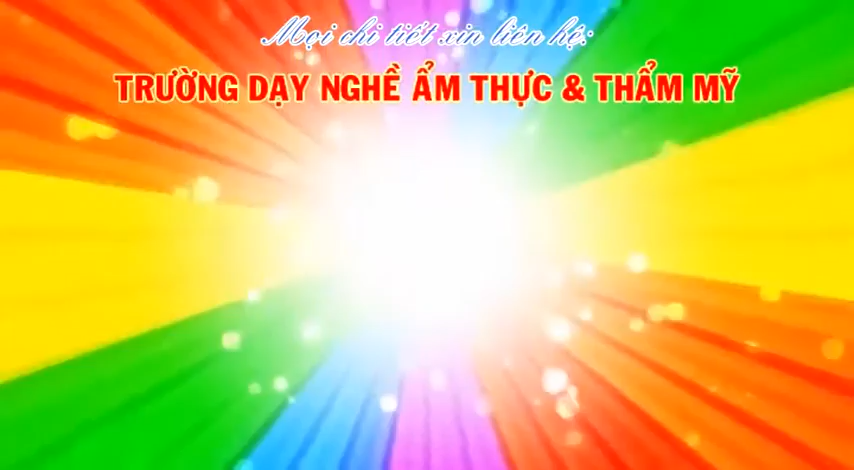 Mọi chi tiết xin liên hệ:
TRƯỜNG DẠY NGHỀ ẨM THỰC & THẨM MỸ